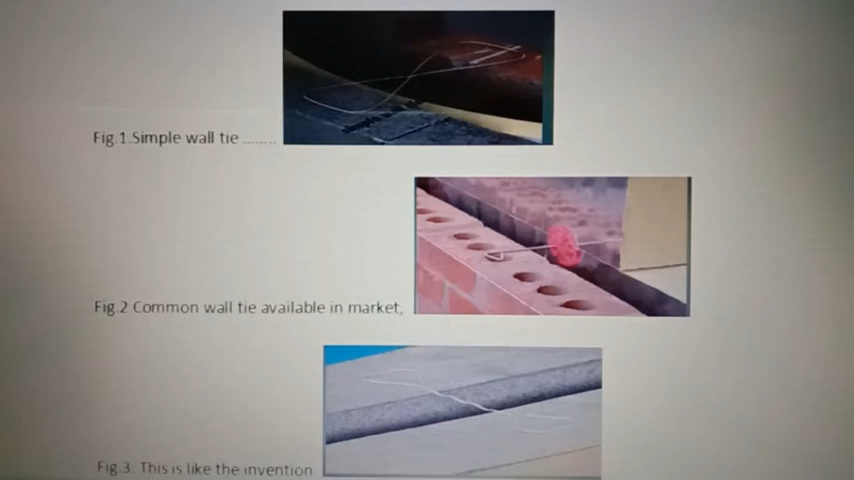 Fig.1.Simple wall tie ........
Fig.2 Common wall tie available in market,
Fig.3. This is like the invention